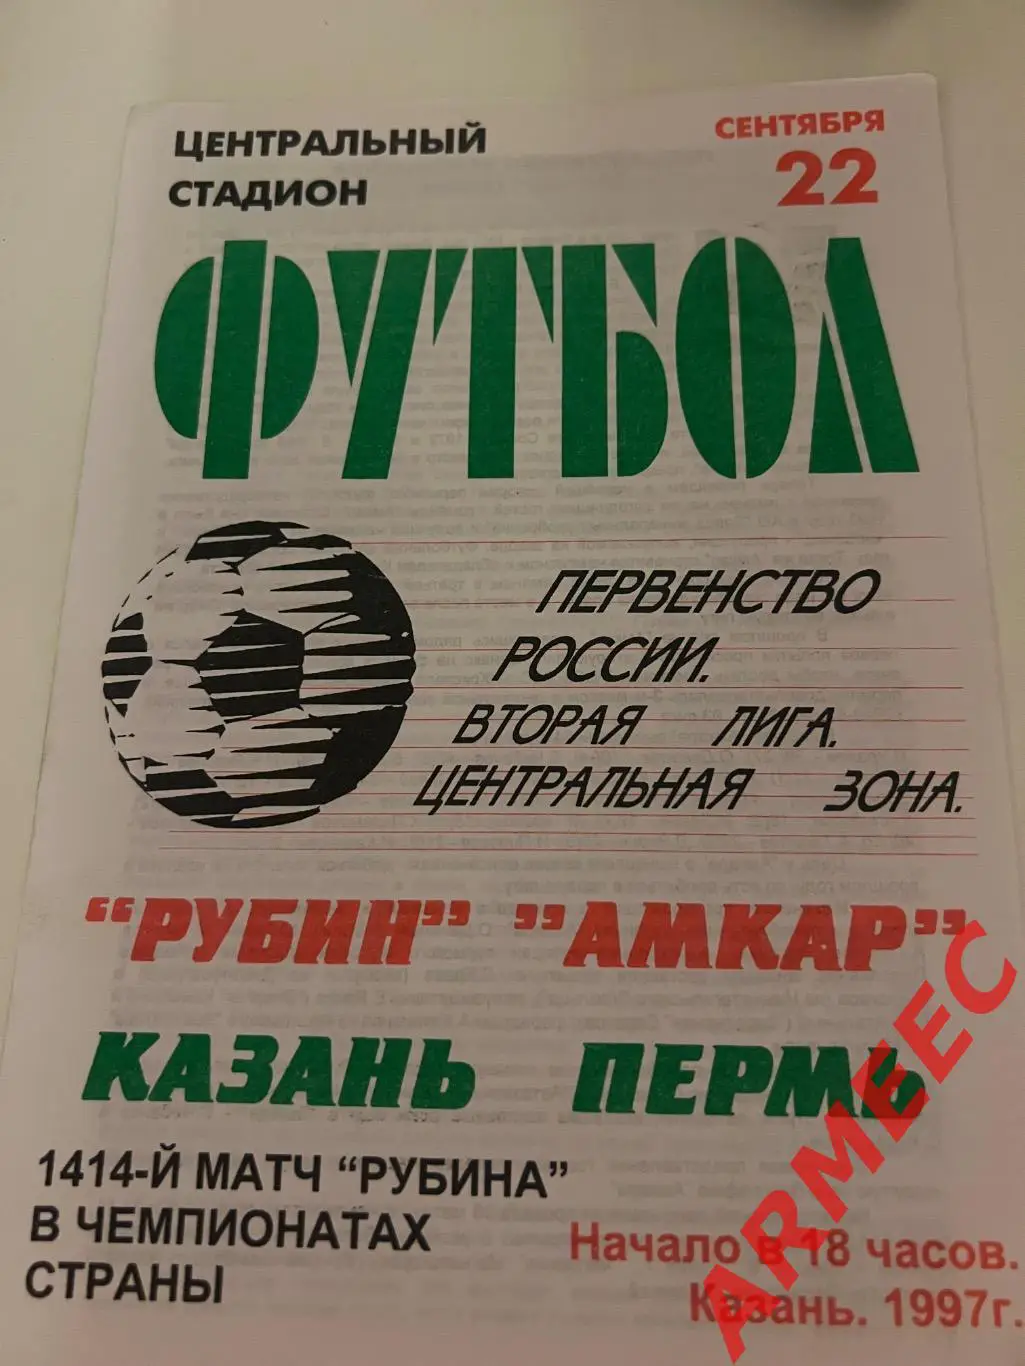 ЦЕНТРАЛЬНЫЙ
СТАДИОН
СЕНТЯБРЯ
22
ФУТБОЛ
ПЕРВЕНСТВО
РОССИИ.
ВТОРАЯ ЛИГА.
ЦЕНТРАЛЬНАЯ ЗОНА.
“РУБИН” ”АМКАР”
КАЗАНЬ ПЕРМЬ
1414-Й МАТЧ “РУБИНА”
В ЧЕМПИОНАТАХ
СТРАНЫ
Начало в 18 часов.
Казань. 1997г.
ARMEEC